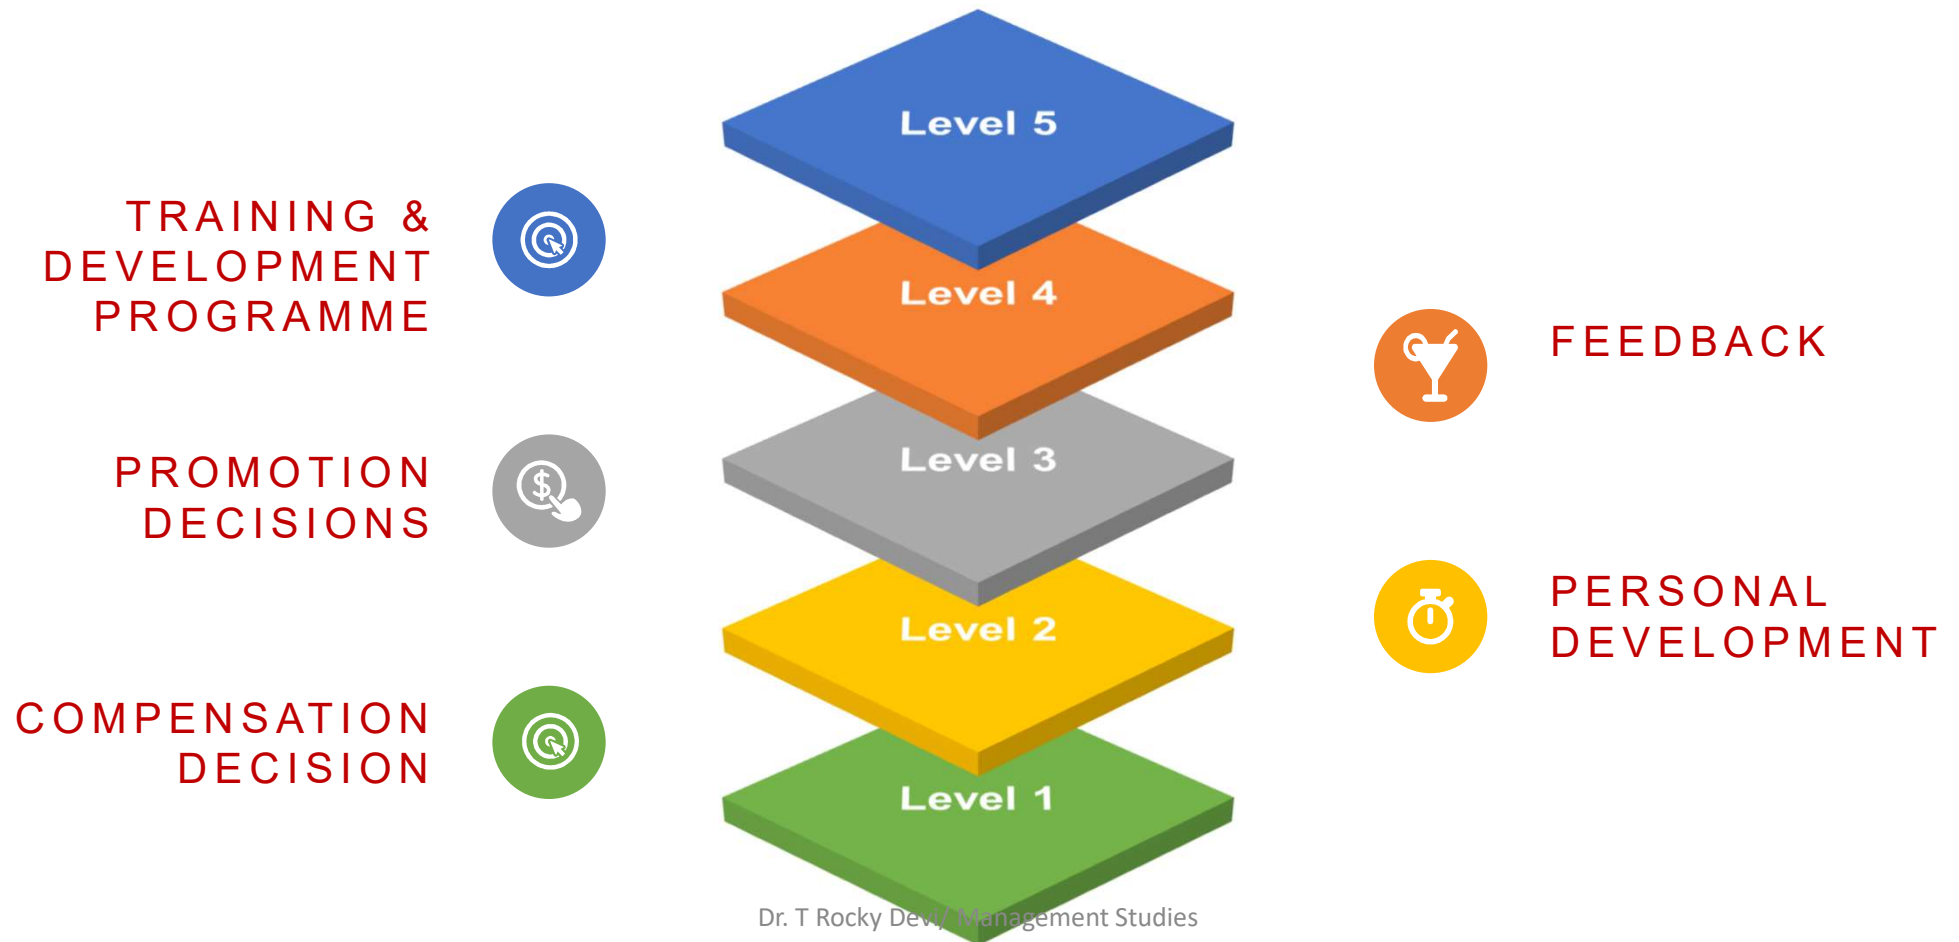 Level 5
TRAINING &
DEVELOPMENT
PROGRAMME
Level 4
FEEDBACK
Level 3
PROMOTION
DECISIONS
Level 2
PERSONAL
DEVELOPMENT
COMPENSATION
DECISION
Level 1
Dr. T Rocky Devi/ Management Studies
$